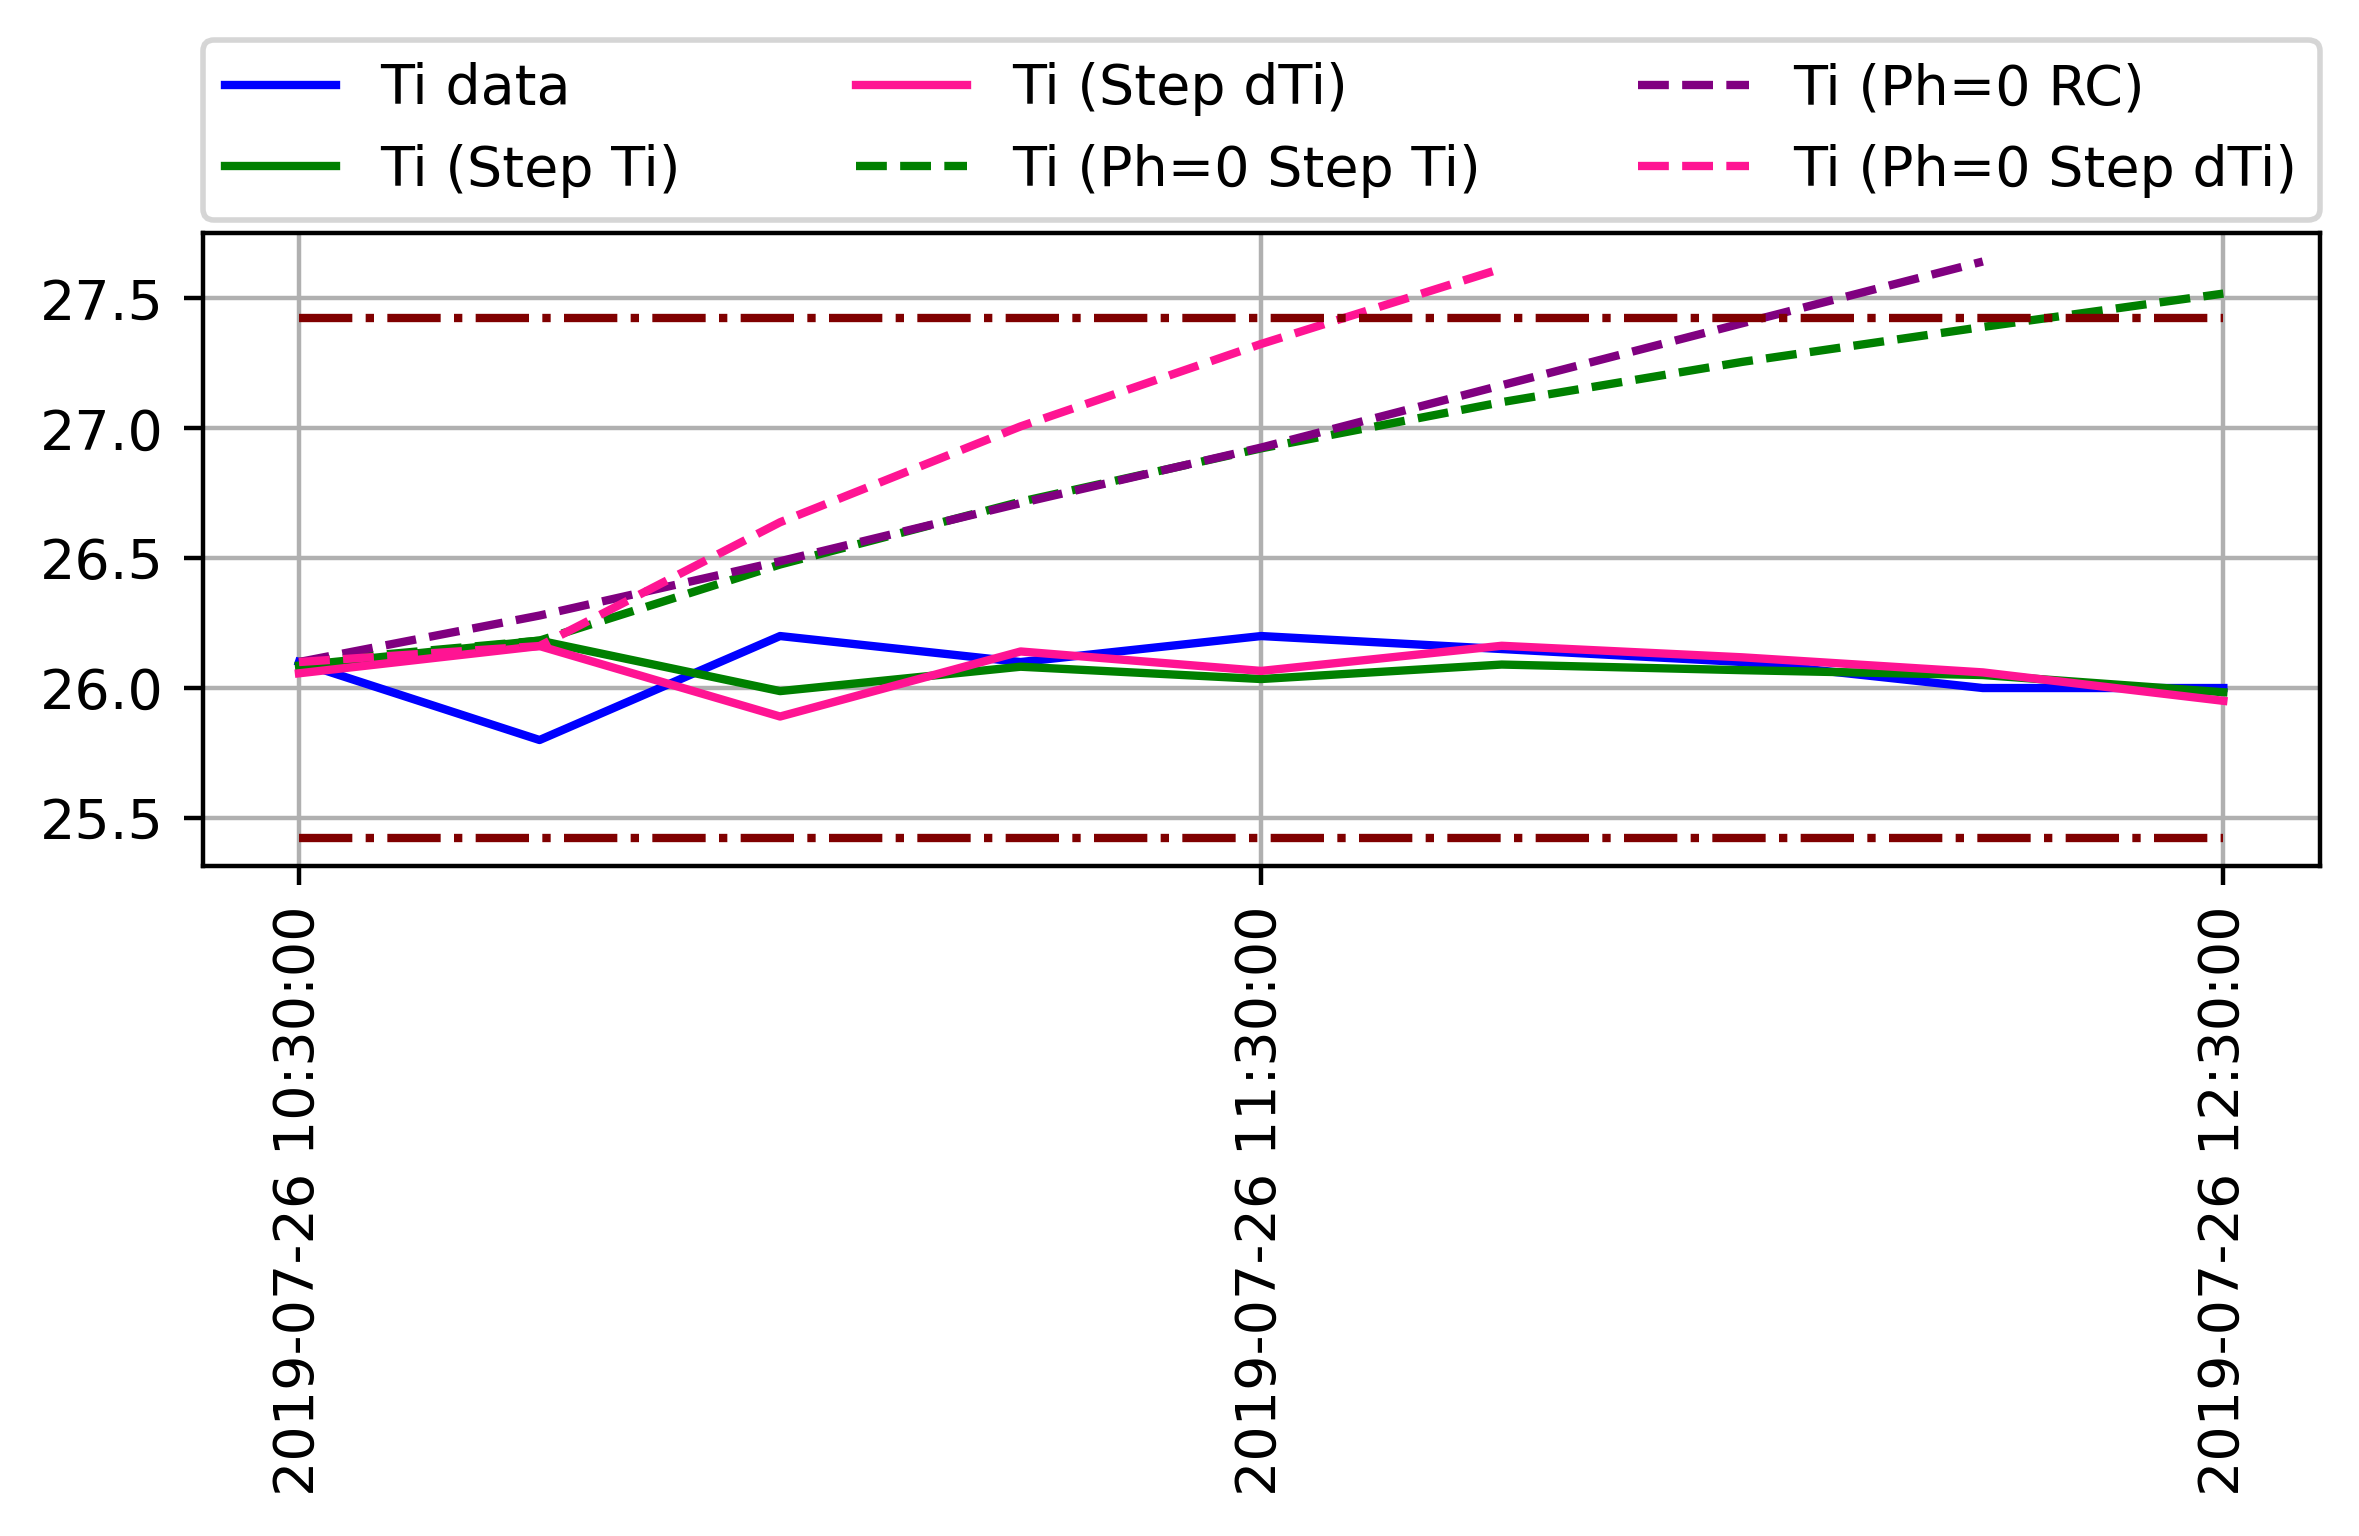 Ti data
Ti (Step Ti)
Ti (Step dTi)
Ti (Ph=0 Step Ti)
Ti (Ph=0 RC)
Ti (Ph=0 Step dTi)
27.5
27.0
26.5
26.0
25.5
2019-07-26 10:30:00
2019-07-26 11:30:00
2019-07-26 12:30:00